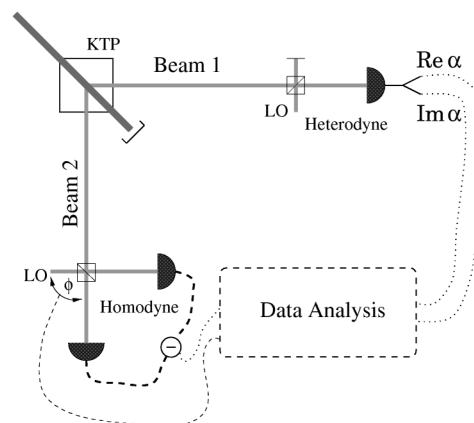 KTP
Beam 1
Re α
LO
Heterodyne
Im α
Beam 2
LO
ϕ
Homodyne
−
Data Analysis